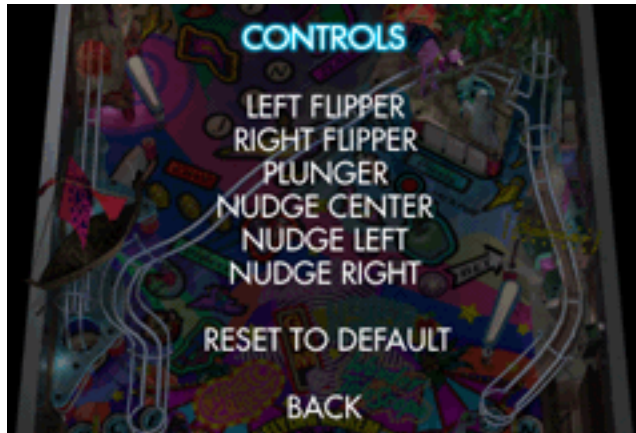 CONTROLS
LEFT FLIPPER
RIGHT FLIPPER
PLUNGER
NUDGE CENTER
NUDGE LEFT
NUDGE RIGHT
RESET TO DEFAULT
BACK